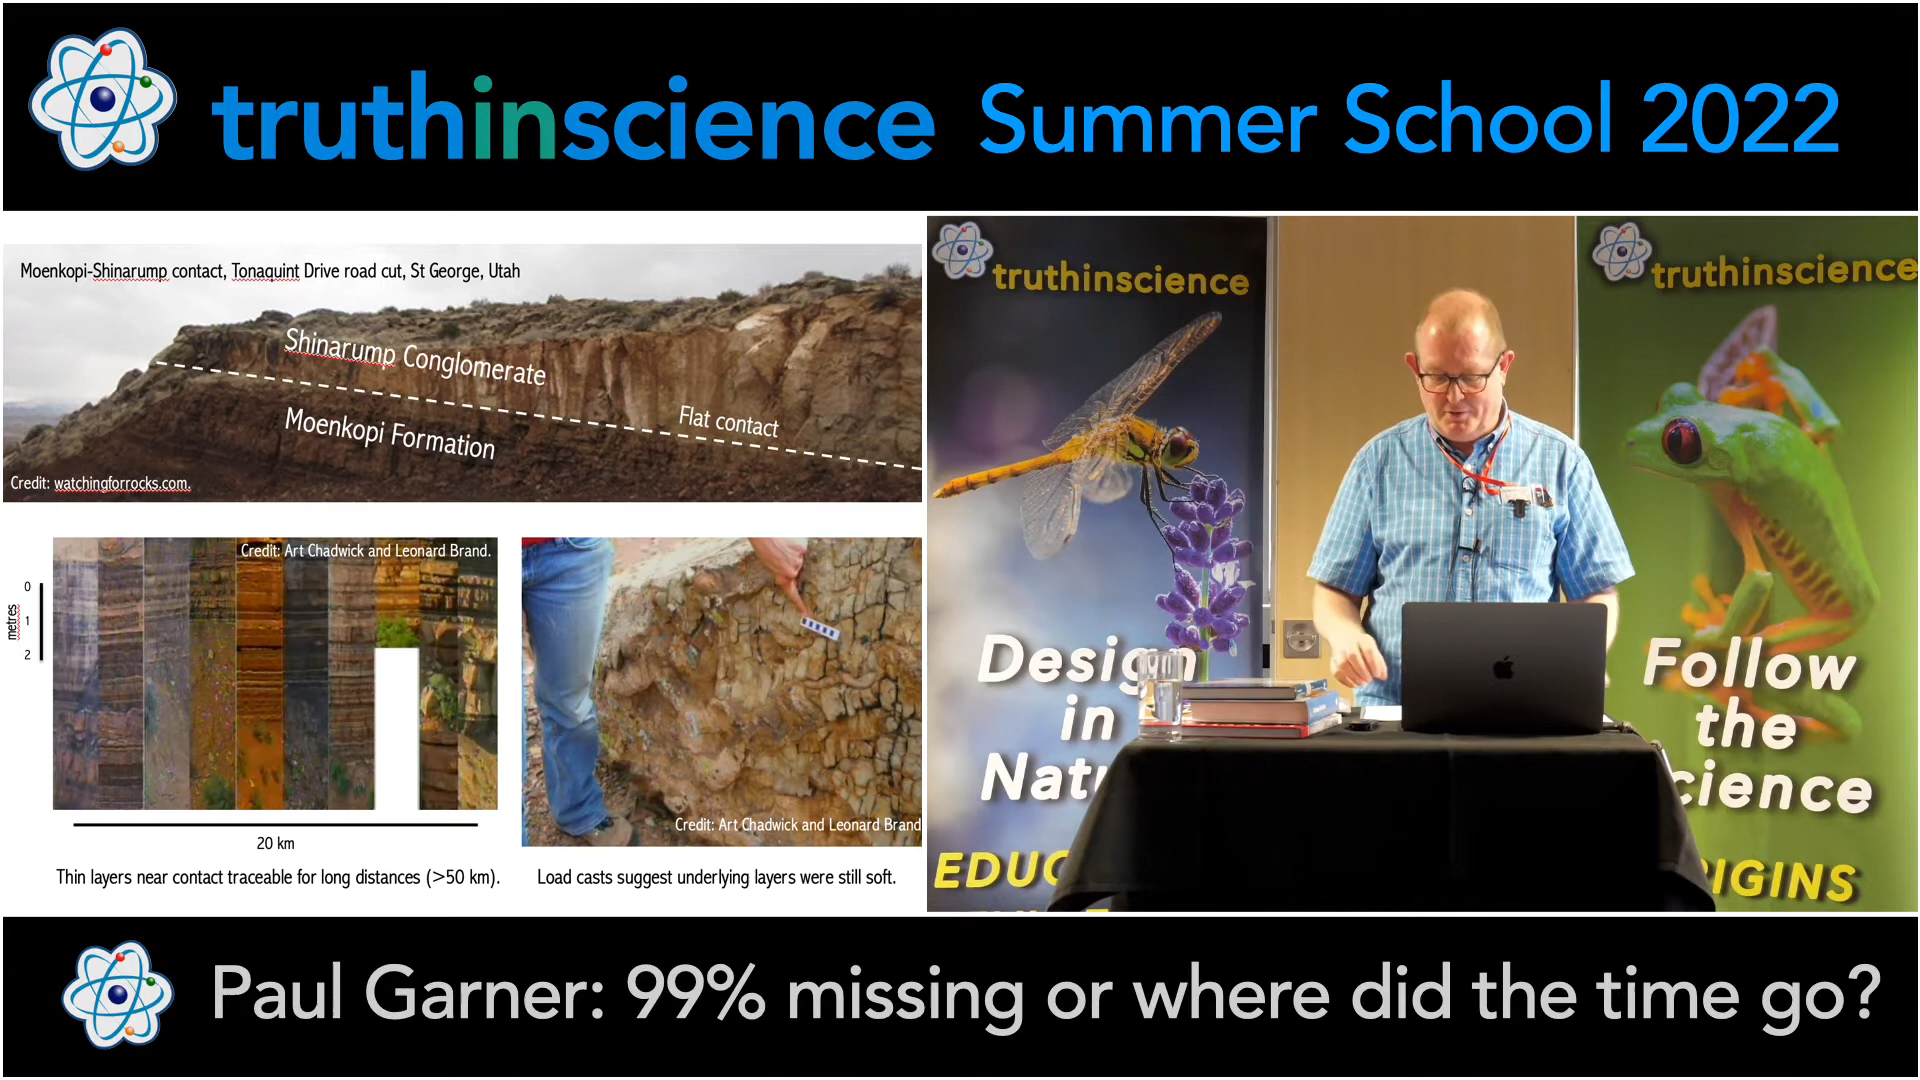 truthinscience Summer School 2022
Moenkopi-Shinarump contact, Tonaquint Drive road cut, St George, Utah
Shinarump Conglomerate
Flat contact
Moenkopi Formation
Credit: watchingforrocks.com.
Credit: Art Chadwick and Leonard Brand.
0
metres
1
2
20 km
Thin layers near contact traceable for long distances (>50 km).
Credit: Art Chadwick and Leonard Brand
Load casts suggest underlying layers were still soft.
truthinscience
Design
in
Natu
EDUC
truthinscience
Follow
the
cience
IGINS
Paul Garner: 99% missing or where did the time go?